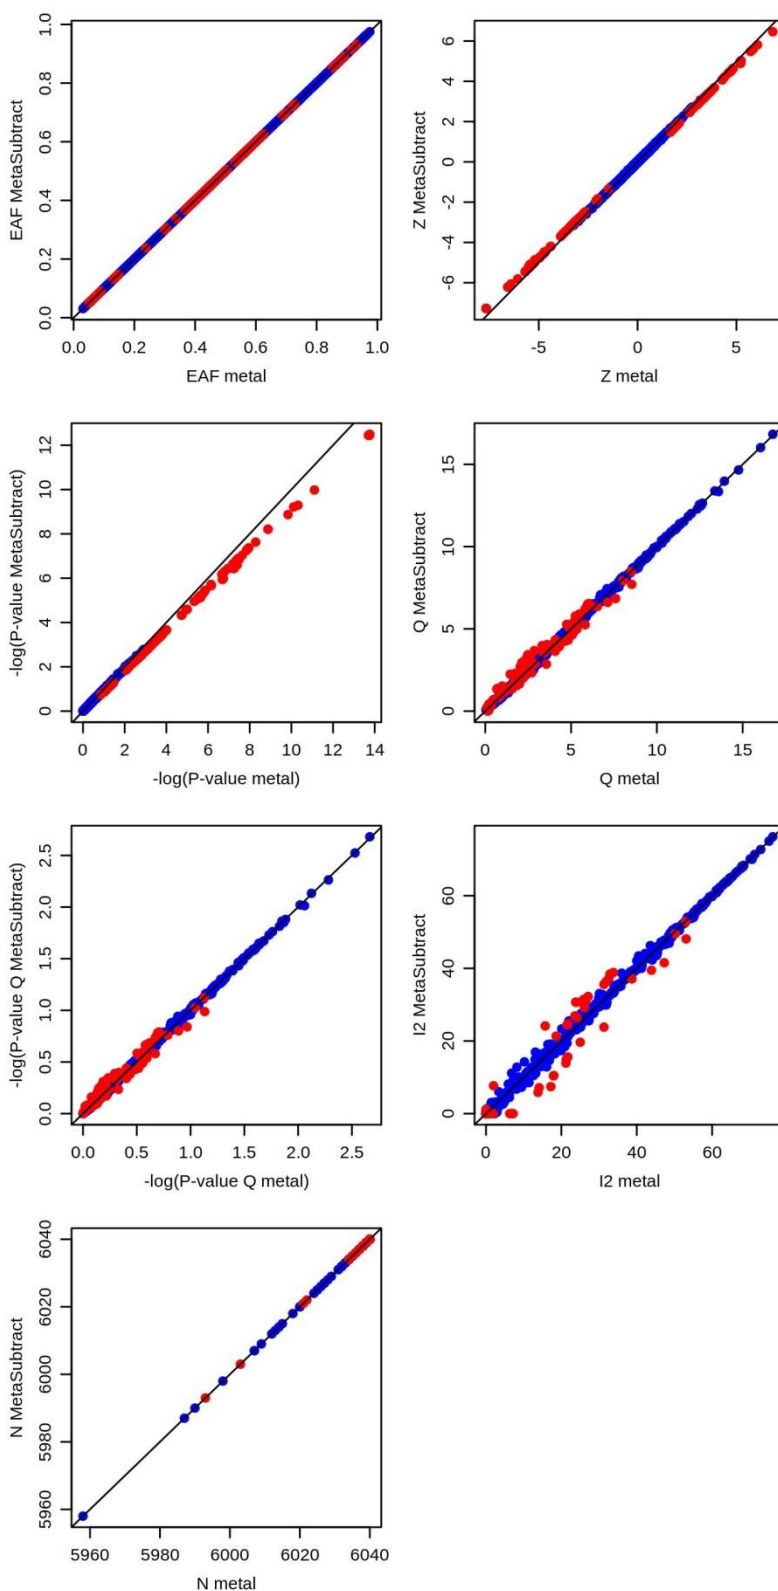 EAF MetaSubtract
0.0 0.2 0.4 0.6 0.8 1.0
0.0 0.2 0.4 0.6 0.8 1.0
EAF metal
Z MetaSubtract
-6 -4 -2 0 2 4 6
-5 0 5
Z metal
-log(P-value MetaSubtract)
0 2 4 6 8 10 12
0 2 4 6 8 10 12 14
-log(P-value metal)
Q MetaSubtract
0 5 10 15
0 5 10 15
Q metal
-log(P-value Q MetaSubtract)
0.0 0.5 1.0 1.5 2.0 2.5
0.0 0.5 1.0 1.5 2.0 2.5
-log(P-value Q metal)
I2 MetaSubtract
0 20 40 60
0 20 40 60
I2 metal
N MetaSubtract
5960 5980 6000 6020 6040
5960 5980 6000 6020 6040
N metal